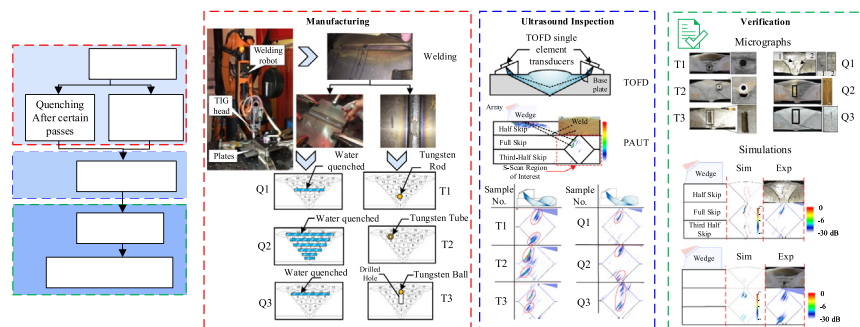 Quenching
After certain
passes
Manufacturing
Welding
robot
TIG
head
Plates
Welding
Water
quenched
Tungsten
Rod
Q1
T1
Water quenched
Tungsten Tube
Q2
T2
Water quenched
Drilled
Hole
Tungsten Ball
Q3
T3
Ultrasound Inspection
TOFD single
element
transducers
Base
plate
TOFD
Array
Wedge
Weld
Half Skip
Full Skip
Third-Half Skip
PAUT
S-Scan Region of
Interest
Sample
No.
Sample
No.
T1
Q1
T2
Q2
T3
Q3
Verification
Micrographs
T1
1
2
1 2
Q1
T2
Q2
T3
Q3
Simulations
Wedge
Sim
Exp
Half Skip
Full Skip
Third Half
Skip
0
-6
-30 dB
Wedge
Sim
Exp
0
-6
-30 dB